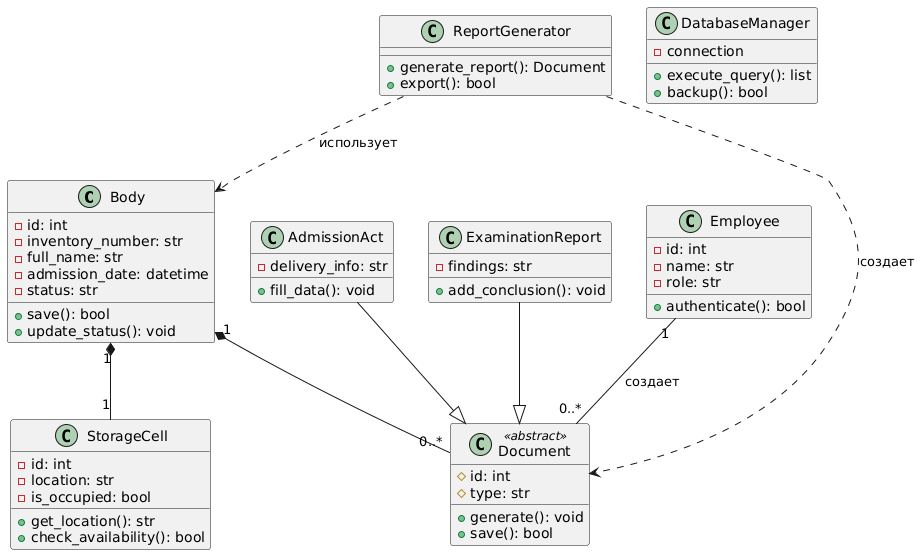 C ReportGenerator
generate_report(): Document
export(): bool
C DatabaseManager
connection
execute_query(): list
backup(): bool
использует
C Body
id: int
inventory_number: str
full_name: str
admission_date: datetime
status: str
save(): bool
update_status(): void
C AdmissionAct
delivery_info: str
fill_data(): void
C ExaminationReport
findings: str
add_conclusion(): void
C Employee
id: int
name: str
role: str
authenticate(): bool
создает
1
1
1
создает
1
0..*
0..*
C StorageCell
id: int
location: str
is_occupied: bool
get_location(): str
check_availability(): bool
C «abstract»
Document
id: int
type: str
generate(): void
save(): bool